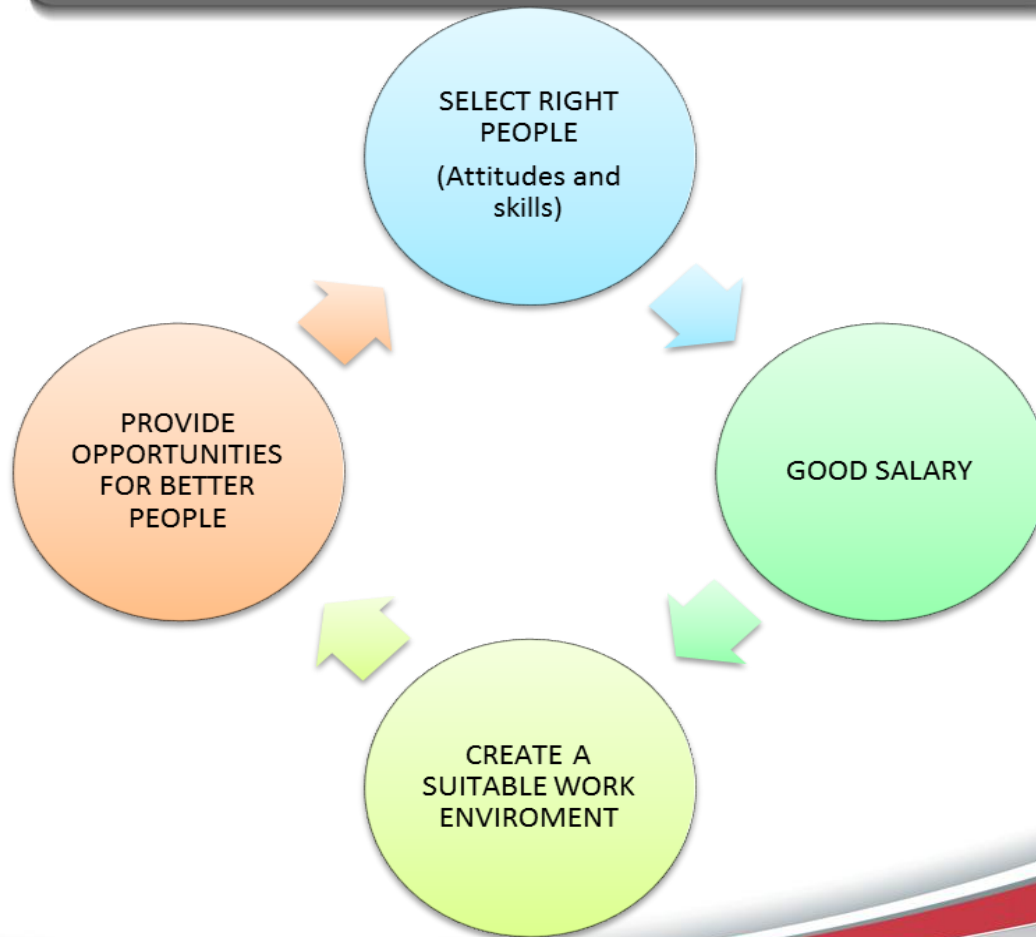 SELECT RIGHT
PEOPLE
(Attitudes and
skills)
GOOD SALARY
CREATE A
SUITABLE WORK
ENVIROMENT
PROVIDE
OPPORTUNITIES
FOR BETTER
PEOPLE